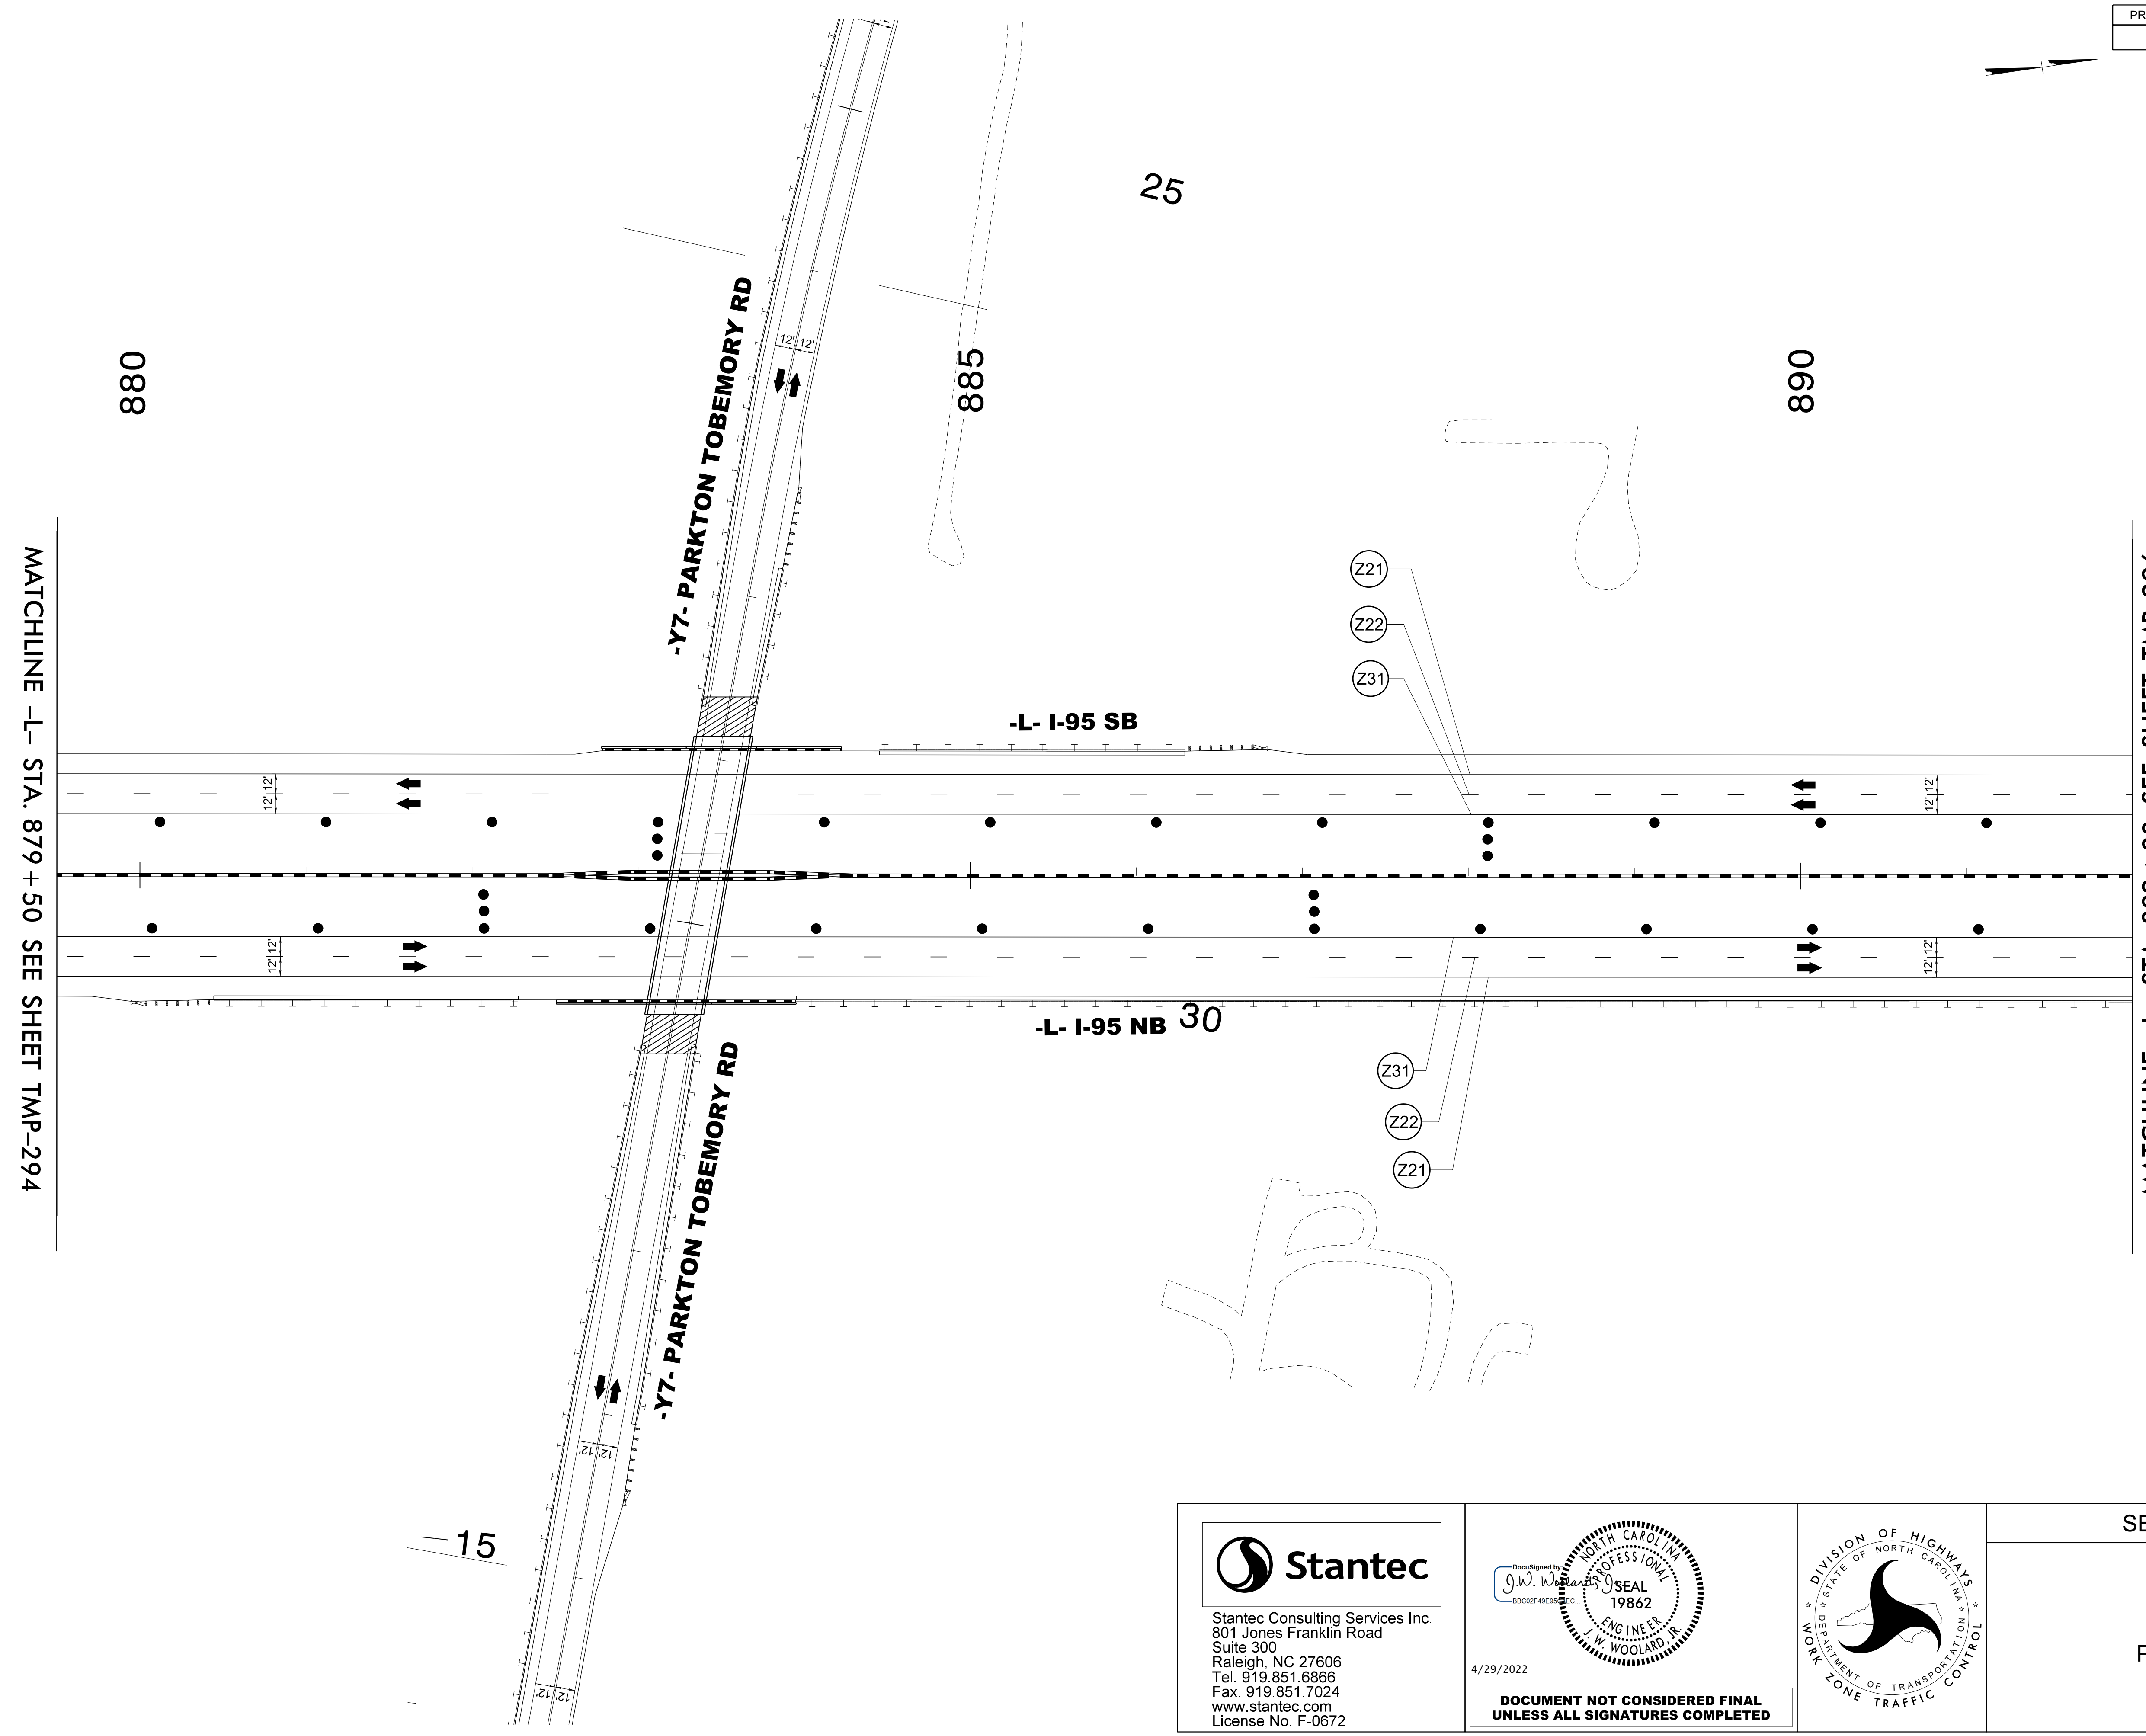 PR
25
880
885
890
12' 12'
-Y7- PARKTON TOBEMORY RD
MATCHLINE -L- STA. 879+50 SEE SHEET TMP-294
Z21
Z22
Z31
-L- I-95 SB
12' 12'
12' 12'
12' 12'
12' 12'
-L- I-95 NB
30
Z31
Z22
Z21
-Y7- PARKTON TOBEMORY RD
12' 12'
15
12' 12'
Stantec
Stantec Consulting Services Inc.
801 Jones Franklin Road
Suite 300
Raleigh, NC 27606
Tel. 919.851.6866
Fax. 919.851.7024
www.stantec.com
License No. F-0672
DocuSigned by:
J.W. Woolard, Jr.
NORTH CAROLINA
PROFESSIONAL
SEAL
19862
ENGINEER
J. W. WOOLARD, JR.
4/29/2022
DOCUMENT NOT CONSIDERED FINAL
UNLESS ALL SIGNATURES COMPLETED
DIVISION OF HIGHWAYS
STATE OF NORTH CAROLINA
DEPARTMENT OF TRANSPORTATION
WORK ZONE TRAFFIC CONTROL